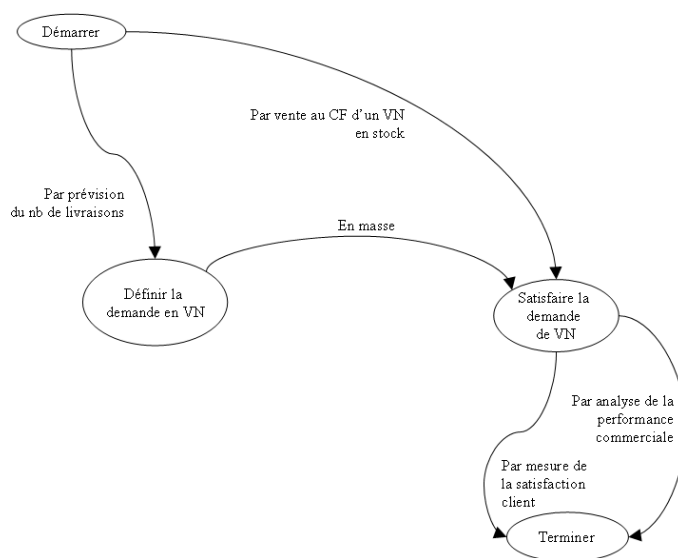 Démarrer
Par vente au CF d'un VN
en stock
Par prévision
du nb de livraisons
En masse
Définir la
demande en VN
Satisfaire la
demande
de VN
Par analyse de la
performance
commerciale
Par mesure de
la satisfaction
client
Terminer